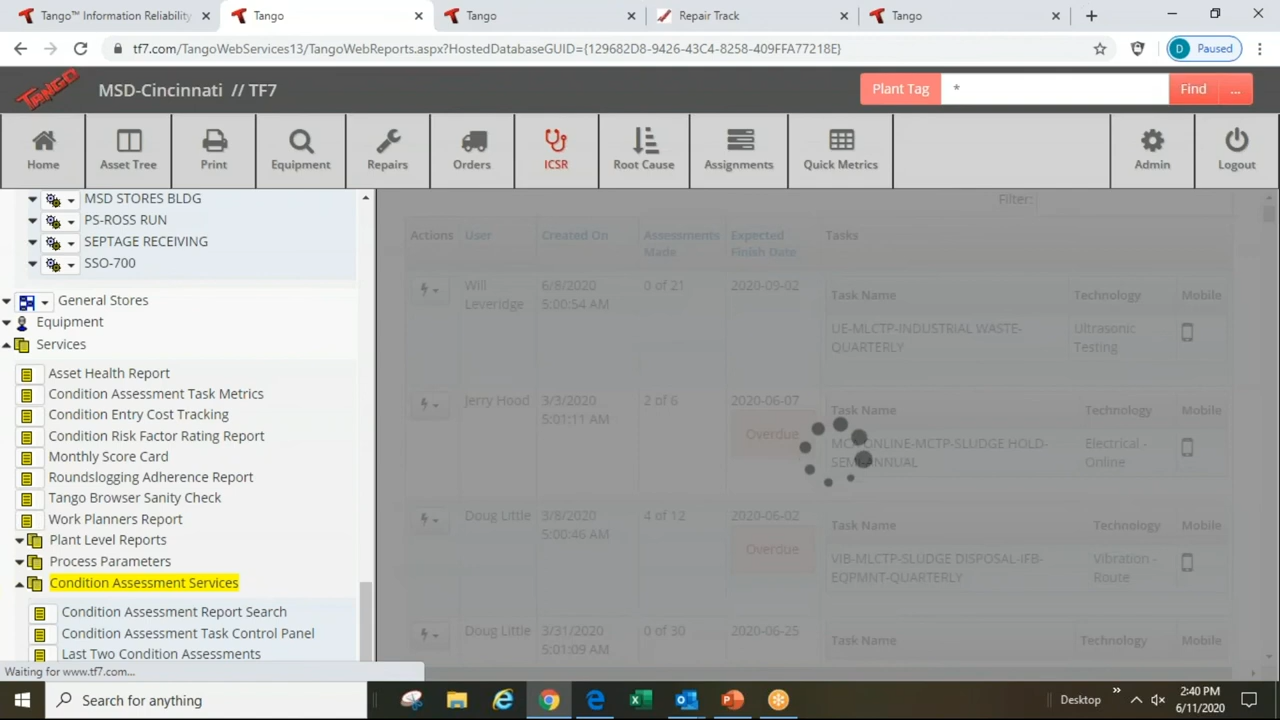 Tango™ Information Reliability
Tango
Tango
Repair Track
Tango
tf7.com/TangoWebServices13/TangoWebReports.aspx?HostedDatabaseGUID={129682D8-9426-43C4-8258-409FFA77218E}
D Paused
TANGO
MSD-Cincinnati // TF7
Plant Tag * Find ...
Home
Asset Tree
Print
Equipment
Repairs
Orders
ICSR
Root Cause
Assignments
Quick Metrics
Admin
Logout
MSD STORES BLDG
PS-ROSS RUN
SEPTAGE RECEIVING
SSO-700
General Stores
Equipment
Services
Asset Health Report
Condition Assessment Task Metrics
Condition Entry Cost Tracking
Condition Risk Factor Rating Report
Monthly Score Card
Roundslogging Adherence Report
Tango Browser Sanity Check
Work Planners Report
Plant Level Reports
Process Parameters
Condition Assessment Services
Condition Assessment Report Search
Condition Assessment Task Control Panel
Last Two Condition Assessments
Waiting for www.tf7.com...
Filter:
Actions User Created On Assessments Made Expected Finish Date Tasks
Will Leveridge 6/8/2020 5:00:54 AM 0 of 21 2020-09-02
Task Name Technology Mobile
UE-MLCTP-INDUSTRIAL WASTE-QUARTERLY Ultrasonic Testing
Jerry Hood 3/3/2020 5:01:11 AM 2 of 6 2020-06-07 Overdue
Task Name Technology Mobile
ONLINE-MCTP-SLUDGE HOLD-SEMI-ANNUAL Electrical - Online
Doug Little 3/8/2020 5:00:46 AM 4 of 12 2020-06-02 Overdue
Task Name Technology Mobile
VIB-MLCTP-SLUDGE DISPOSAL-IFB-EQPMNT-QUARTERLY Vibration - Route
Doug Little 3/31/2020 5:01:09 AM 0 of 30 2020-06-25
Task Name Technology Mobile
Search for anything
Desktop
2:40 PM
6/11/2020